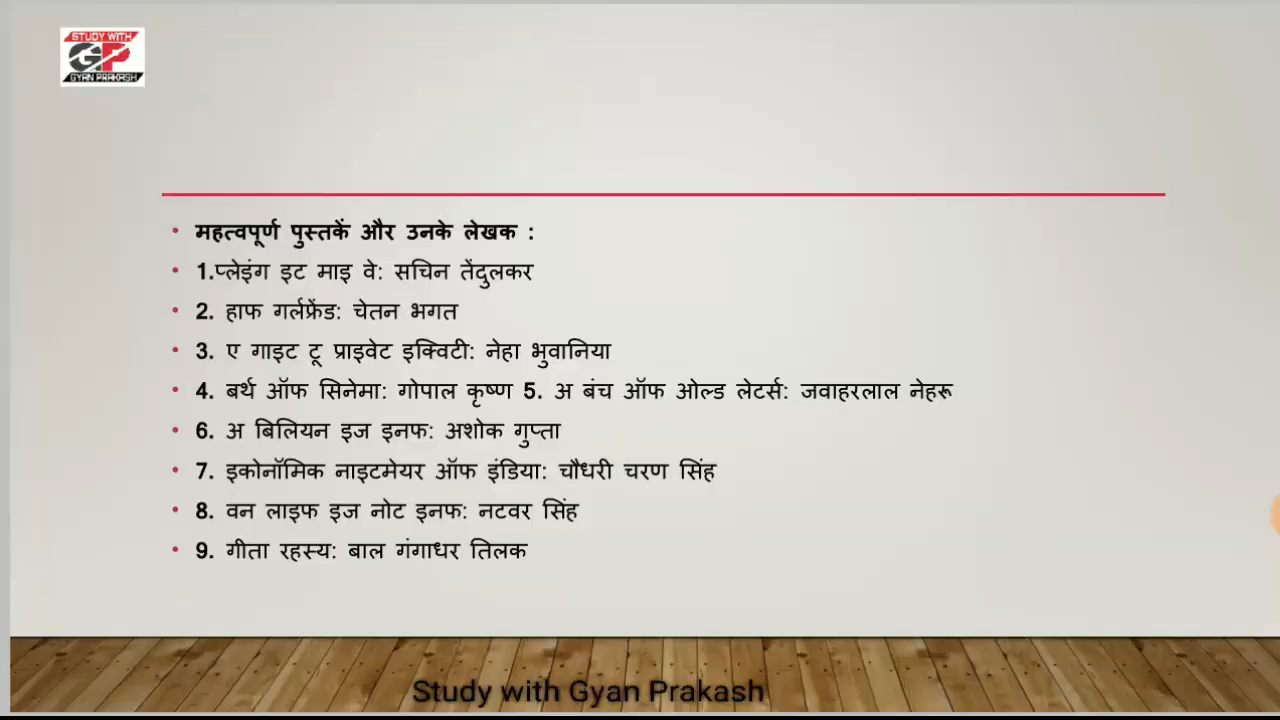 STUDY WITH
GP
GYAN PRAKASH
महत्वपूर्ण पुस्तकें और उनके लेखक :
1.प्लेइंग इट माइ वे: सचिन तेंदुलकर
2. हाफ गर्लफ्रेंड: चेतन भगत
3. ए गाइट टू प्राइवेट इक्विटी: नेहा भुवानिया
4. बर्थ ऑफ सिनेमा: गोपाल कृष्ण 5. अ बंच ऑफ ओल्ड लेटर्स: जवाहरलाल नेहरू
6. अ बिलियन इज इनफ: अशोक गुप्ता
7. इकोनॉमिक नाइटमेयर ऑफ इंडिया: चौधरी चरण सिंह
8. वन लाइफ इज नोट इनफ: नटवर सिंह
9. गीता रहस्य: बाल गंगाधर तिलक
Study with Gyan Prakash